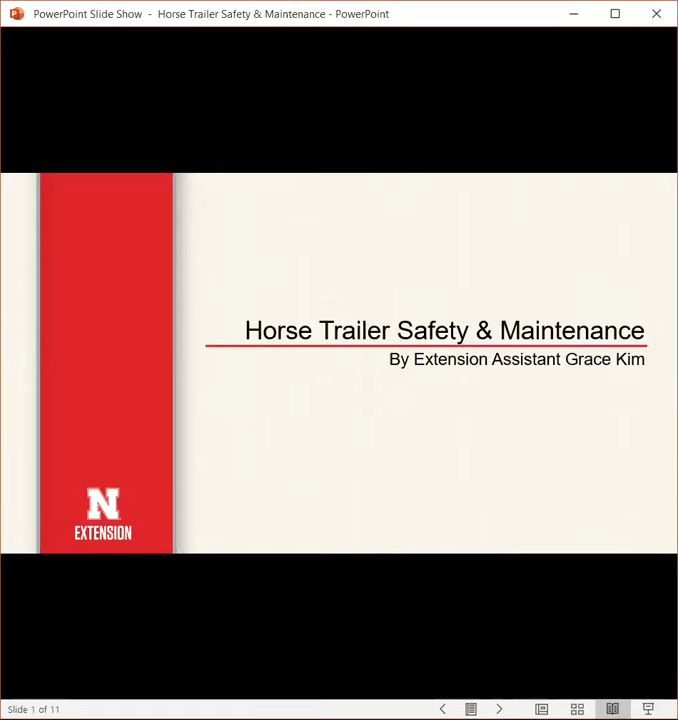 PowerPoint Slide Show - Horse Trailer Safety & Maintenance - PowerPoint
Horse Trailer Safety & Maintenance
By Extension Assistant Grace Kim
N
EXTENSION
Slide 1 of 11